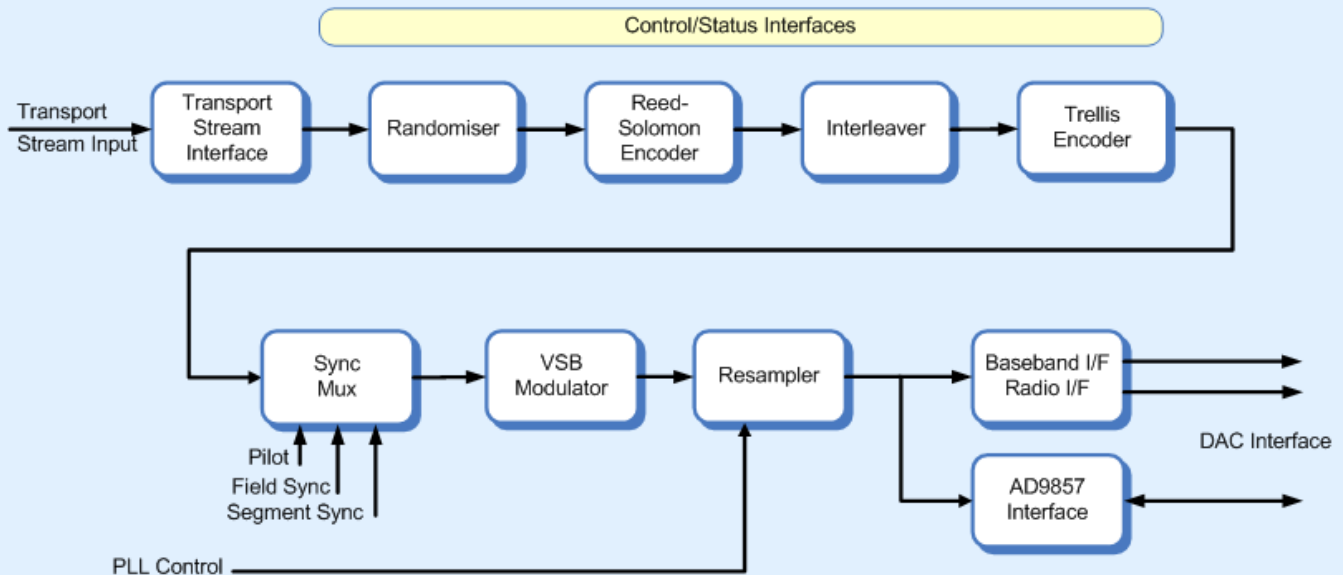 Control/Status Interfaces
Transport
Stream Input
Transport
Stream
Interface
Randomiser
Reed-
Solomon
Encoder
Interleaver
Trellis
Encoder
Sync
Mux
VSB
Modulator
Resampler
Baseband I/F
Radio I/F
DAC Interface
Pilot
Field Sync
Segment Sync
AD9857
Interface
PLL Control